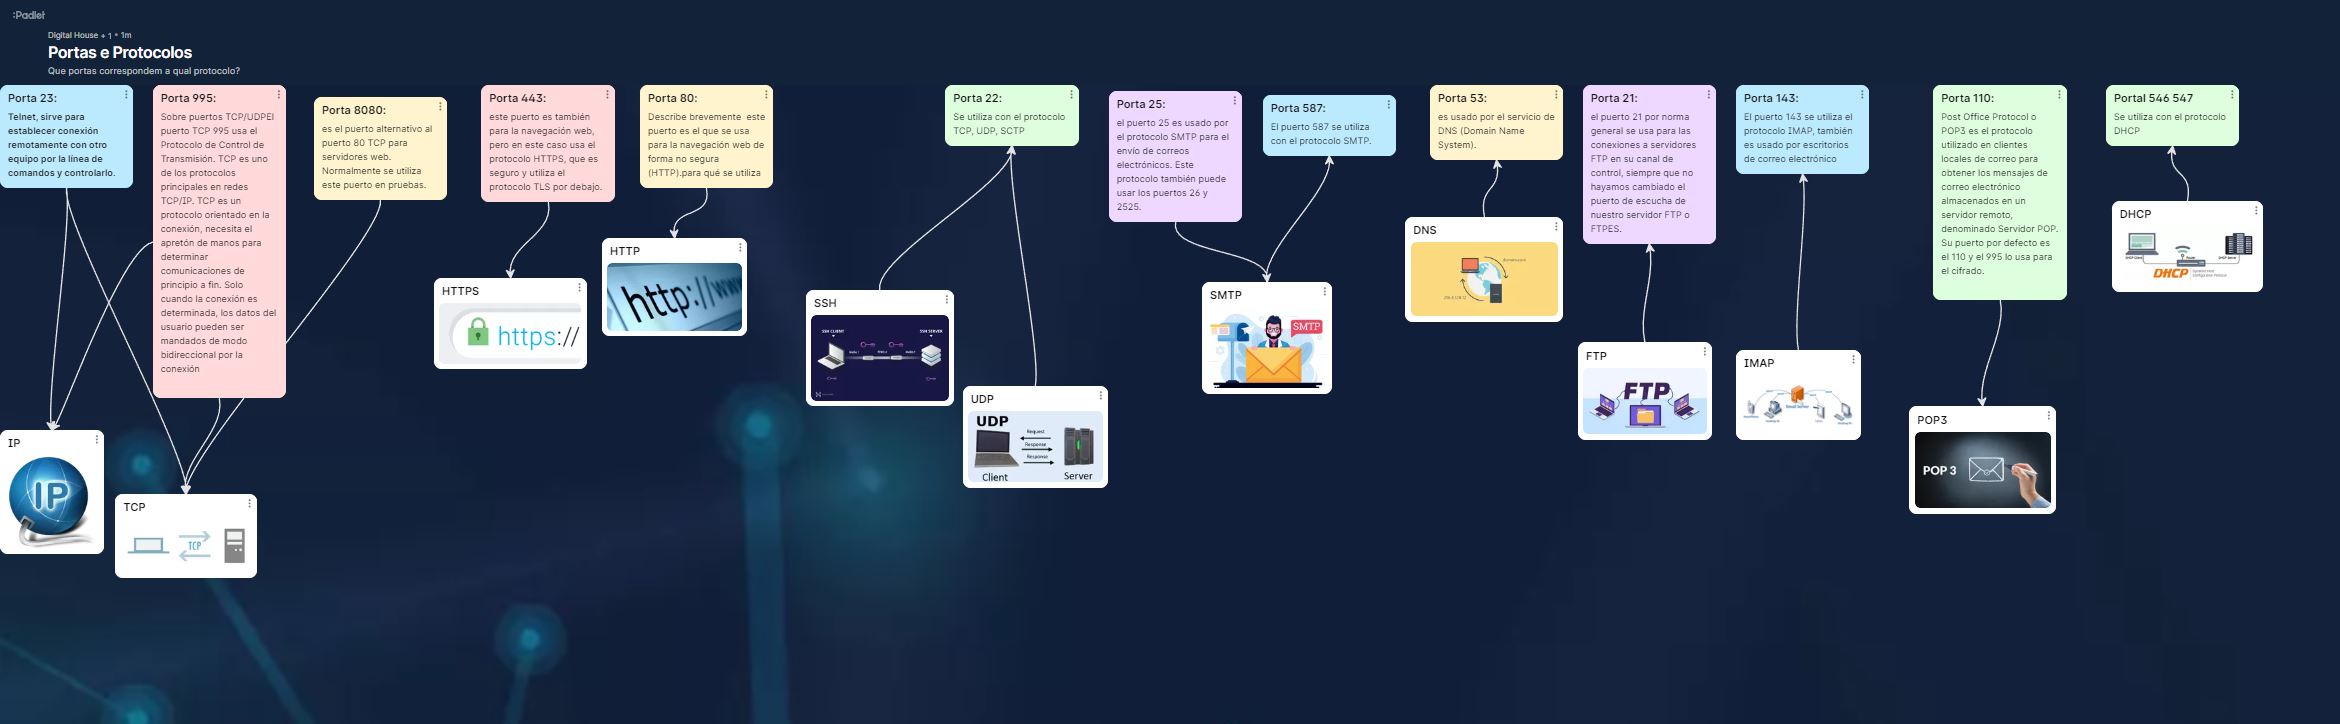 :Padlet
Digital House + 1 • 1m
Portas e Protocolos
Que portas correspondem a qual protocolo?
Porta 23:
Telnet, sirve para
establecer conexión
remotamente con otro
equipo por la línea de
comandos y controlarlo.
Porta 995:
Sobre puertos TCP/UDPEl
puerto TCP 995 usa el
Protocolo de Control de
Transmisión. TCP es uno
de los protocolos
principales en redes
TCP/IP. TCP es un
protocolo orientado en la
conexión, necesita el
apretón de manos para
determinar
comunicaciones de
principio a fin. Solo
cuando la conexión es
determinada, los datos del
usuario pueden ser
mandados de modo
bidireccional por la
conexión
Porta 8080:
es el puerto alternativo al
puerto 80 TCP para
servidores web.
Normalmente se utiliza
este puerto en pruebas.
Porta 443:
este puerto es también
para la navegación web,
pero en este caso usa el
protocolo HTTPS, que es
seguro y utiliza el
protocolo TLS por debajo.
Porta 80:
Describe brevemente este
puerto es el que se usa
para la navegación web de
forma no segura
(HTTP).para qué se utiliza
Porta 22:
Se utiliza con el protocolo
TCP, UDP, SCTP
Porta 25:
el puerto 25 es usado por
el protocolo SMTP para el
envío de correos
electrónicos. Este
protocolo también puede
usar los puertos 26 y
2525.
Porta 587:
El puerto 587 se utiliza
con el protocolo SMTP.
Porta 53:
es usado por el servicio de
DNS (Domain Name
System).
Porta 21:
el puerto 21 por norma
general se usa para las
conexiones a servidores
FTP en su canal de
control, siempre que no
hayamos cambiado el
puerto de escucha de
nuestro servidor FTP o
FTPES.
Porta 143:
El puerto 143 se utiliza el
protocolo IMAP, también
es usado por escritorios
de correo electrónico
Porta 110:
Post Office Protocol o
POP3 es el protocolo
utilizado en clientes
locales de correo para
obtener los mensajes de
correo electrónico
almacenados en un
servidor remoto,
denominado Servidor POP.
Su puerto por defecto es
el 110 y el 995 lo usa para
el cifrado.
Portal 546 547
Se utiliza con el protocolo
DHCP
IP
IP
TCP
TCP
HTTPS
https://
HTTP
http://www
SSH
SSH CLIENT
SSH SERVER
UDP
UDP
Request
Response
Response
Client
Server
SMTP
SMTP
DNS
FTP
FTP
IMAP
Email Server
POP3
POP 3
DHCP
DHCP Client
Router
DHCP Server
DHCP